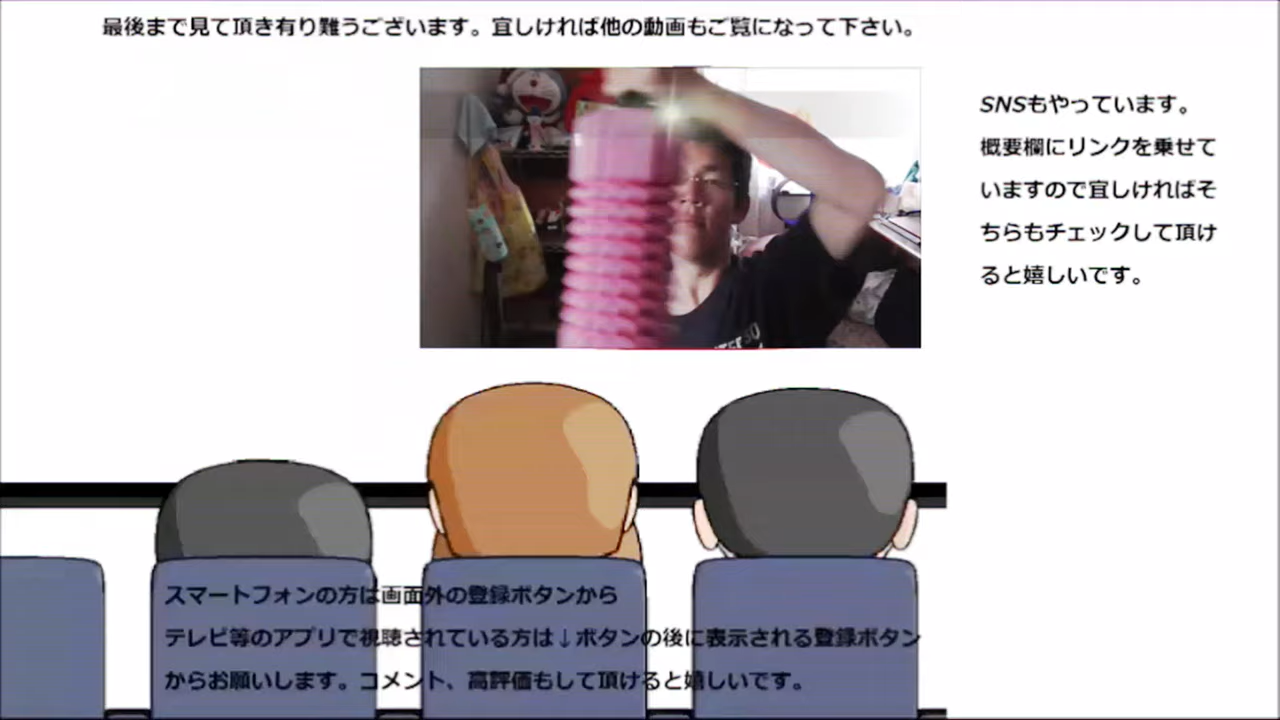 最後まで見て頂き有り難うございます。宜しければ他の動画もご覧になって下さい。
SNSもやっています。
概要欄にリンクを乗せて
いますので宜しければそ
ちらもチェックして頂け
ると嬉しいです。
スマートフォンの方は画面外の登録ボタンから
テレビ等のアプリで視聴されている方は↓ボタンの後に表示される登録ボタン
からお願いします。コメント、高評価もして頂けると嬉しいです。